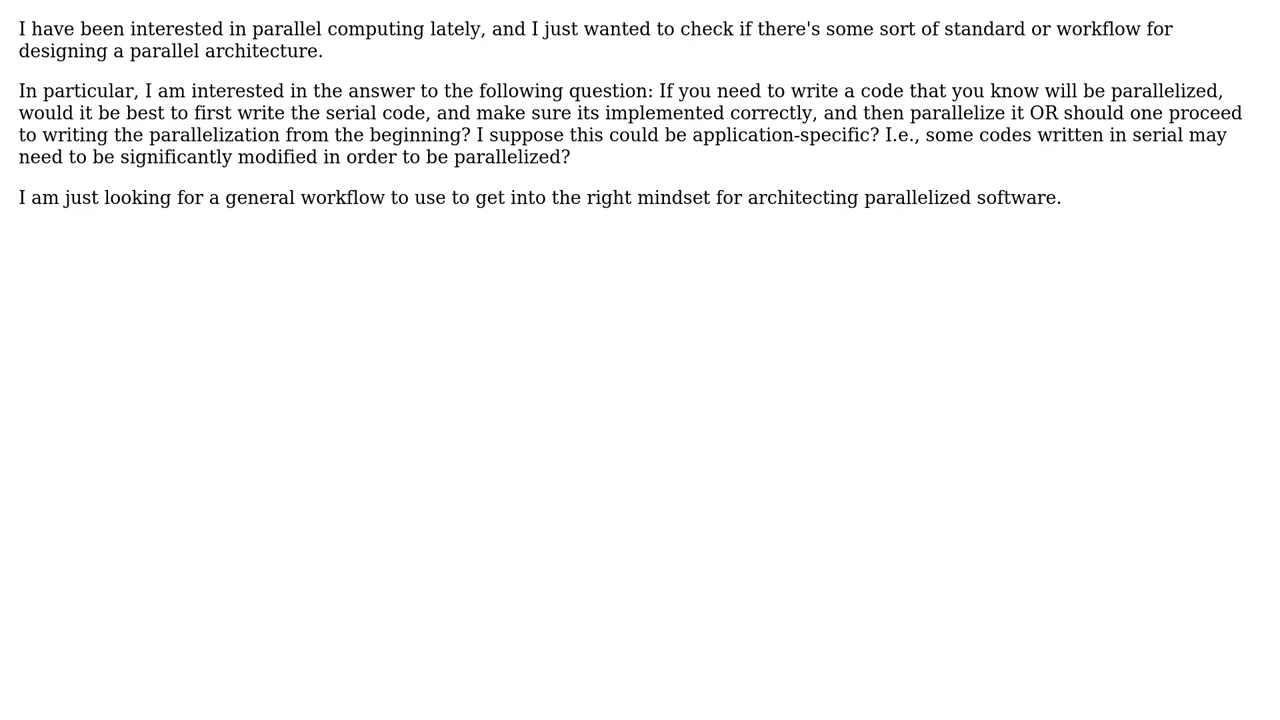 I have been interested in parallel computing lately, and I just wanted to check if there's some sort of standard or workflow for
designing a parallel architecture.
In particular, I am interested in the answer to the following question: If you need to write a code that you know will be parallelized,
would it be best to first write the serial code, and make sure its implemented correctly, and then parallelize it OR should one proceed
to writing the parallelization from the beginning? I suppose this could be application-specific? I.e., some codes written in serial may
need to be significantly modified in order to be parallelized?
I am just looking for a general workflow to use to get into the right mindset for architecting parallelized software.